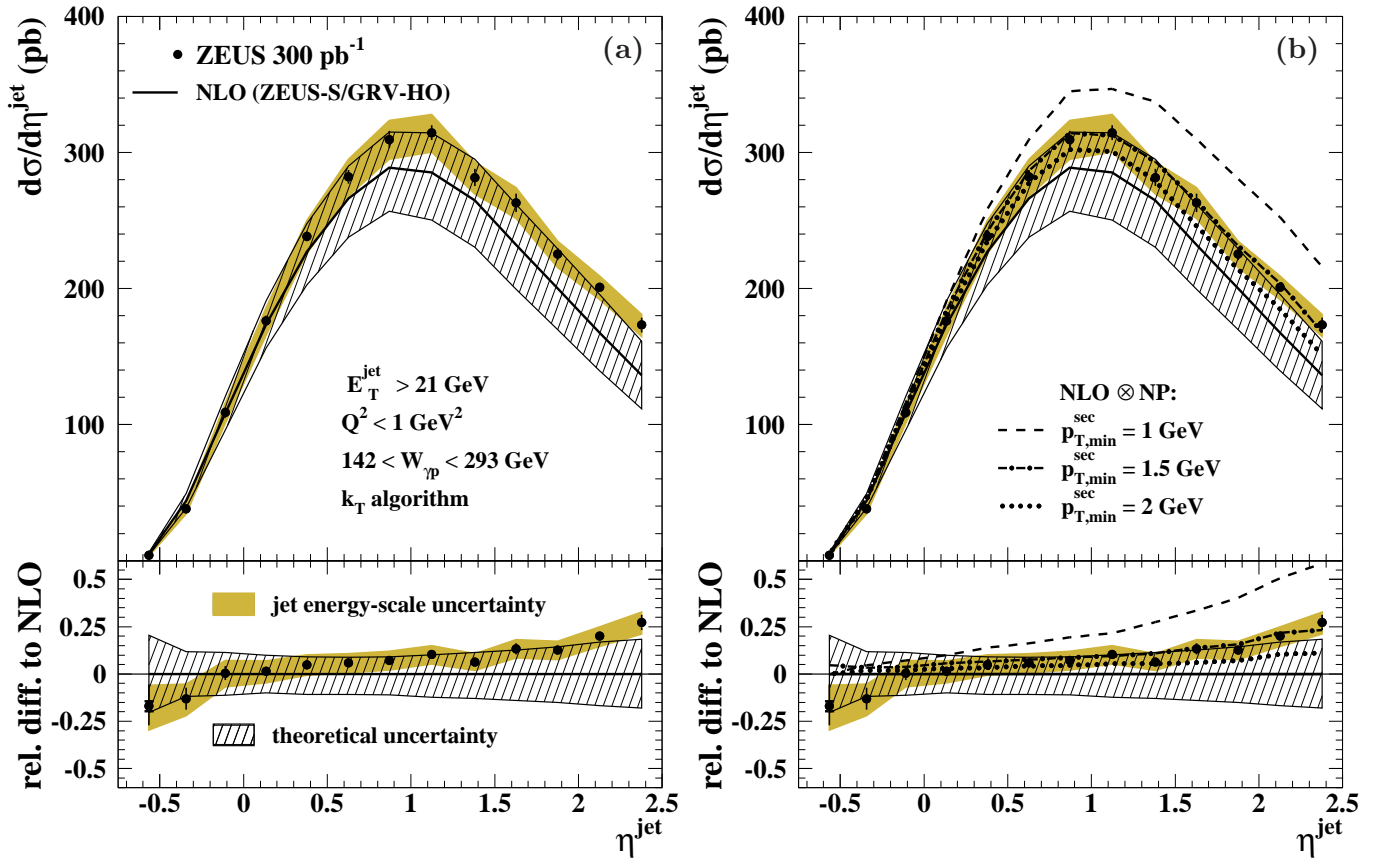 400
300
200
100
dσ/dη^jet (pb)
(a)
ZEUS 300 pb^-1
NLO (ZEUS-S/GRV-HO)
E_T^jet > 21 GeV
Q^2 < 1 GeV^2
142 < W_γp < 293 GeV
k_T algorithm
0.5
0.25
0
-0.25
-0.5
rel. diff. to NLO
jet energy-scale uncertainty
theoretical uncertainty
-0.5 0 0.5 1 1.5 2 2.5
η^jet
400
300
200
100
dσ/dη^jet (pb)
(b)
NLO ⊗ NP:
p_T,min^sec = 1 GeV
p_T,min^sec = 1.5 GeV
p_T,min^sec = 2 GeV
0.5
0.25
0
-0.25
-0.5
rel. diff. to NLO
-0.5 0 0.5 1 1.5 2 2.5
η^jet